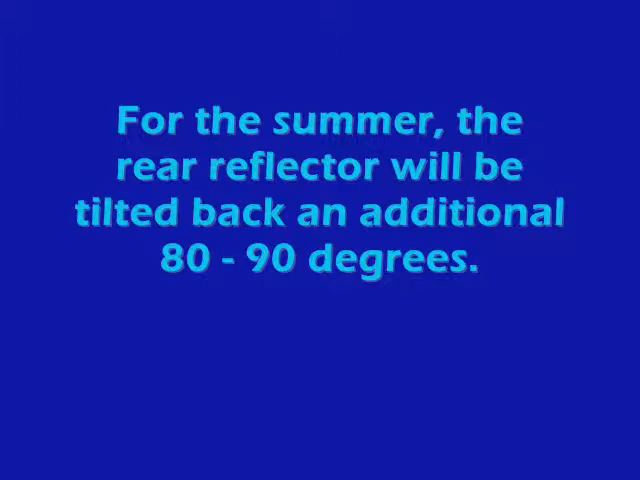 For the summer, the
rear reflector will be
tilted back an additional
80 - 90 degrees.